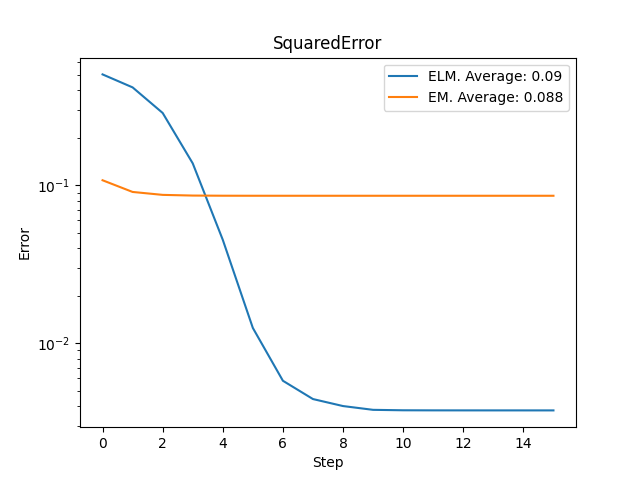 SquaredError
ELM. Average: 0.09
EM. Average: 0.088
Error
10⁻¹
10⁻²
0 2 4 6 8 10 12 14
Step